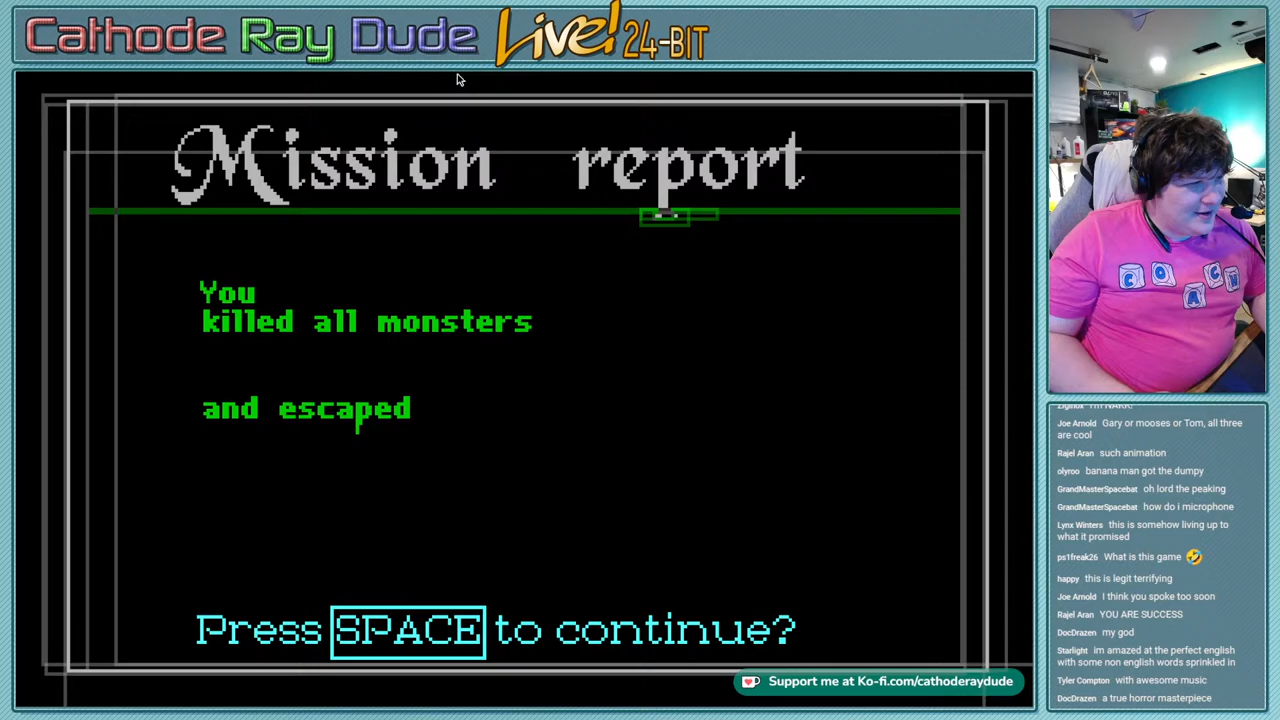 Cathode Ray Dude Live! 24-BIT
Mission report
You
killed all monsters
and escaped
Press SPACE to continue?
Support me at Ko-fi.com/cathoderaydude
COACW
Joe Arnold Gary or mooses or Tom, all three
are cool
Rajel Aran such animation
olyroo banana man got the dumpy
GrandMasterSpacebat oh lord the peaking
GrandMasterSpacebat how do i microphone
Lynx Winters this is somehow living up to
what it promised
ps1freak26 What is this game 🤣
happy this is legit terrifying
Joe Arnold I think you spoke too soon
Rajel Aran YOU ARE SUCCESS
DocDrazen my god
Starlight im amazed at the perfect english
with some non english words sprinkled in
Tyler Compton with awesome music
DocDrazen a true horror masterpiece